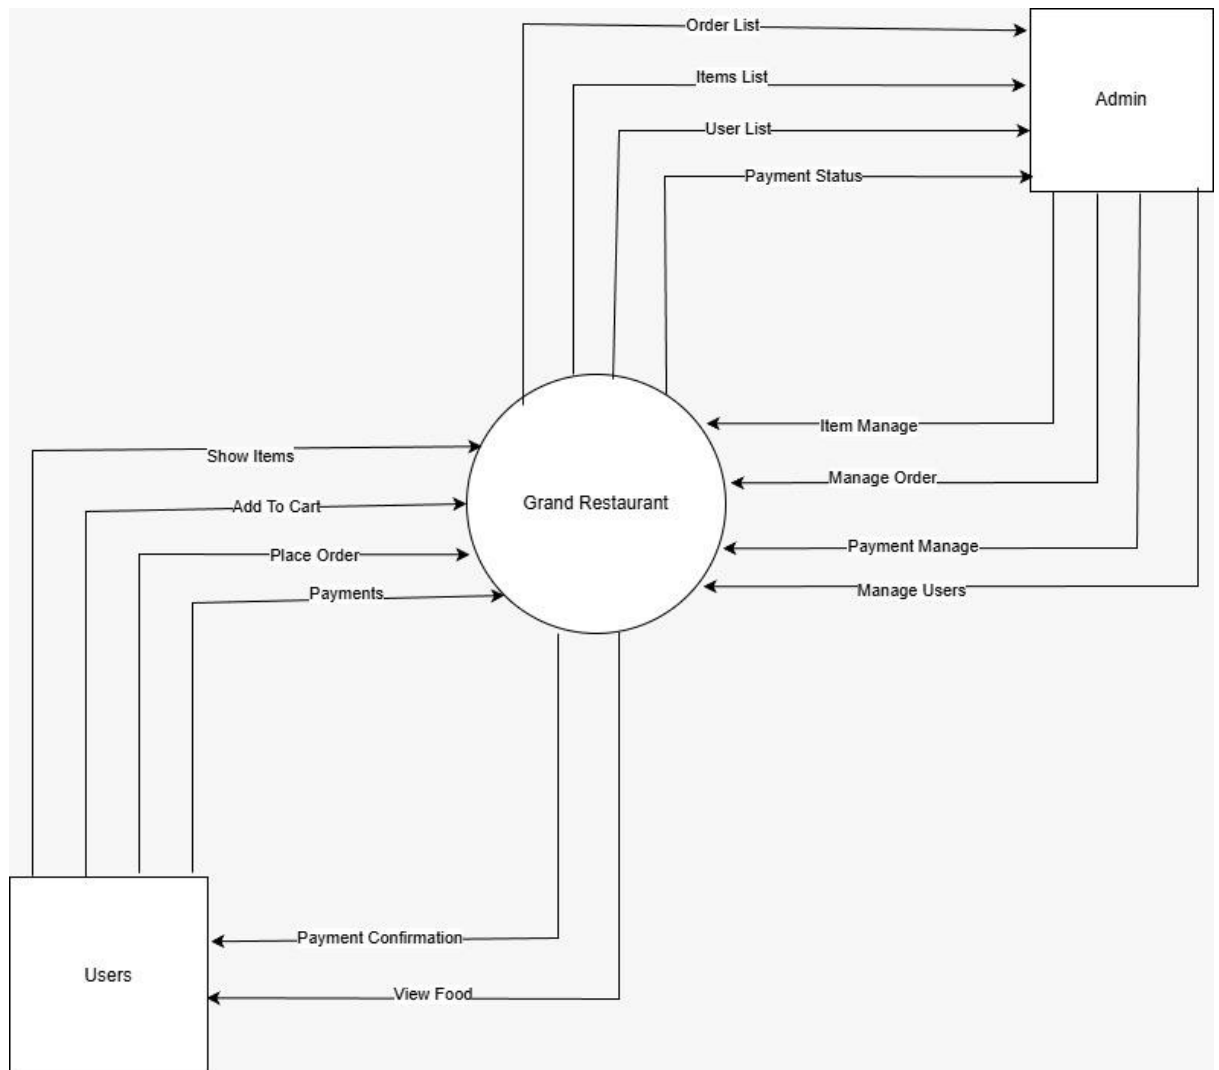 Order List
Items List
Admin
User List
Payment Status
Item Manage
Show Items
Manage Order
Grand Restaurant
Add To Cart
Payment Manage
Place Order
Manage Users
Payments
Payment Confirmation
Users
View Food